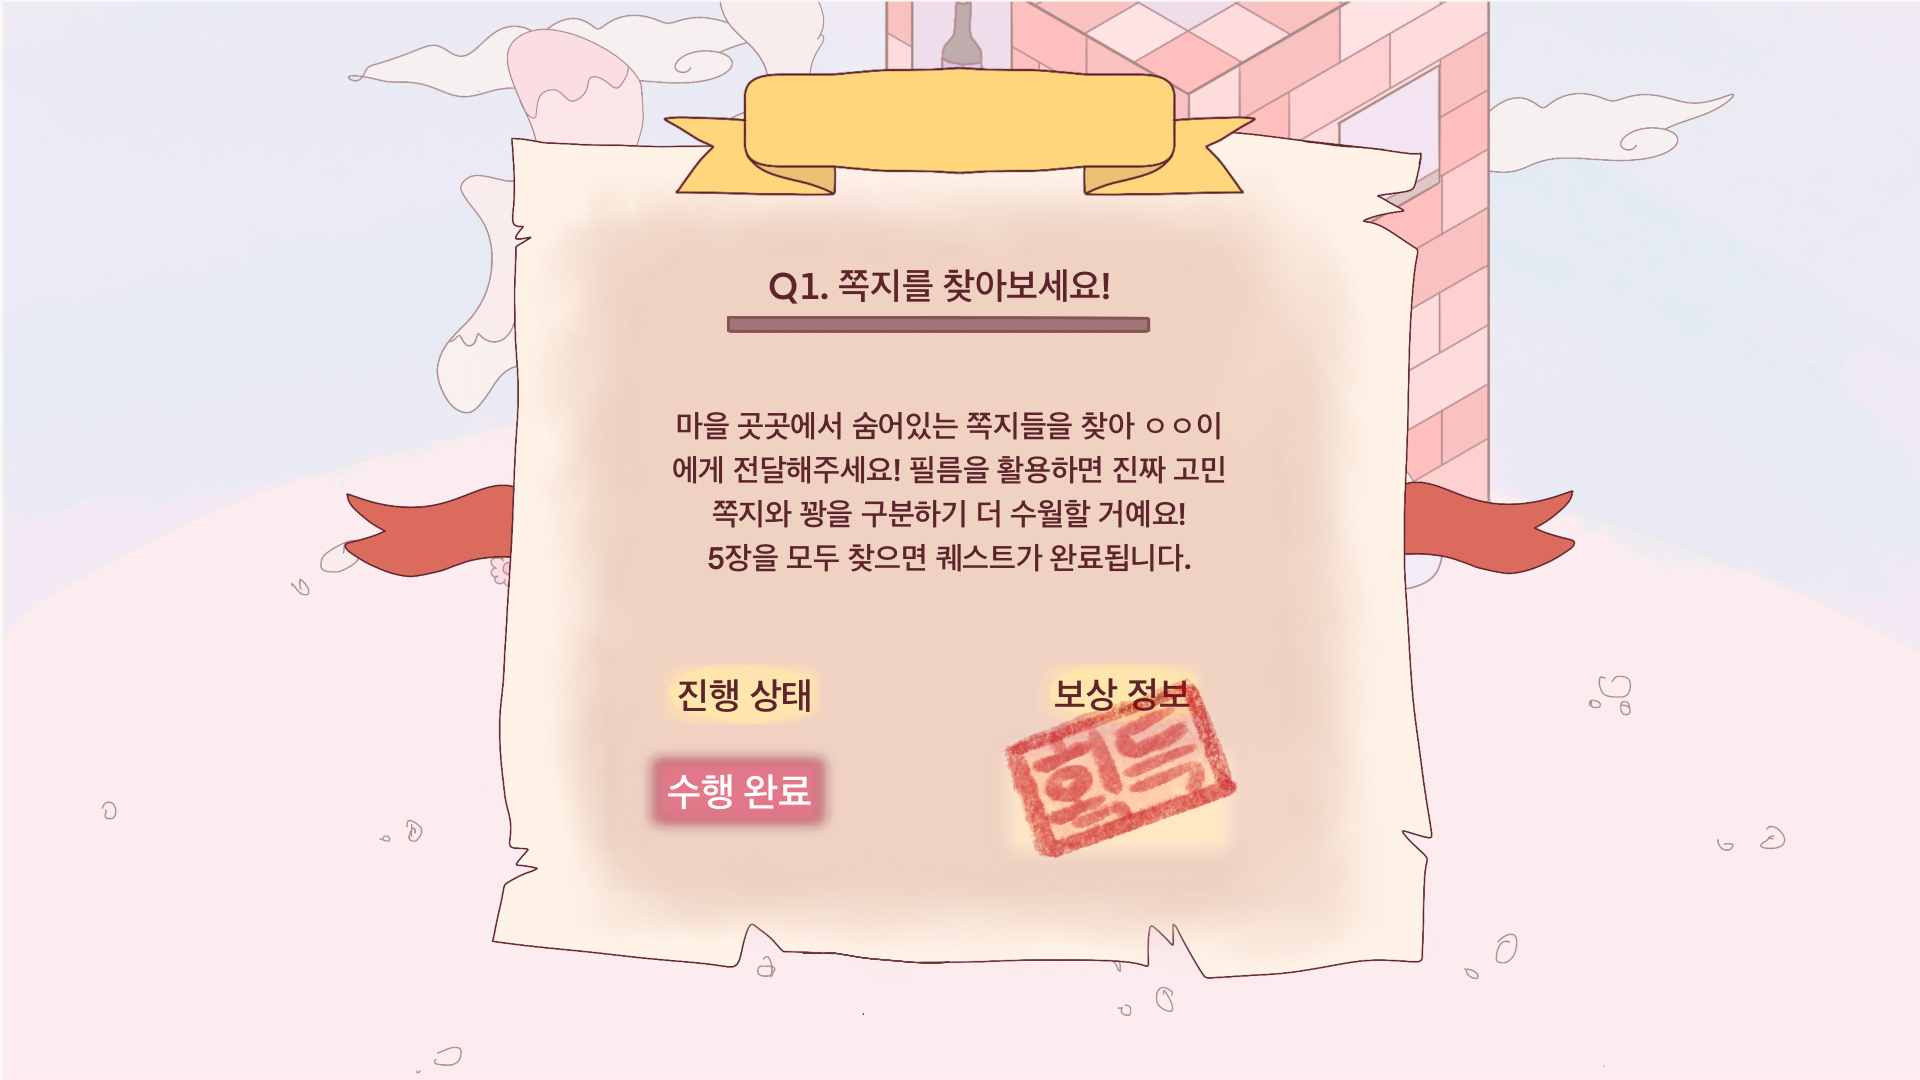 Q1. 쪽지를 찾아보세요!
마을 곳곳에서 숨어있는 쪽지들을 찾아 ㅇㅇ이
에게 전달해주세요! 필름을 활용하면 진짜 고민
쪽지와 꽝을 구분하기 더 수월할 거예요!
5장을 모두 찾으면 퀘스트가 완료됩니다.
진행 상태
보상 정보
수행 완료
획득